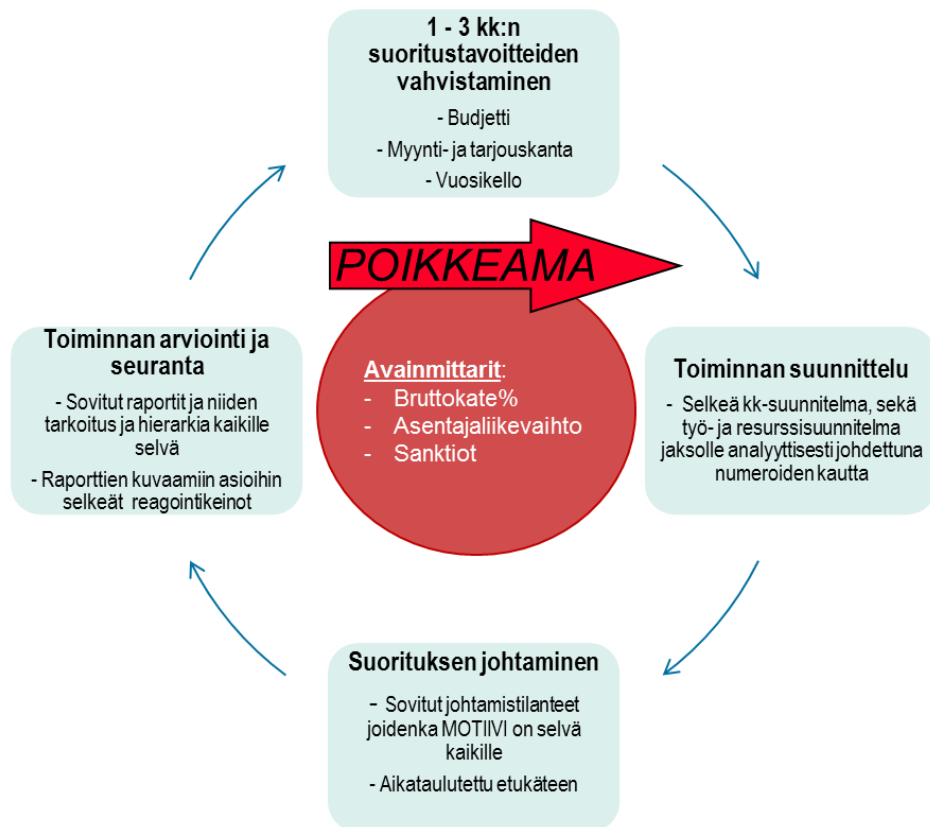 1 - 3 kk:n
suoritustavoitteiden
vahvistaminen
- Budjetti
- Myynti- ja tarjouskanta
- Vuosikello
POIKKEAMA
Toiminnan arviointi ja
seuranta
- Sovitut raportit ja niiden
tarkoitus ja hierarkia kaikille
selvä
- Raporttien kuvaamiin asioihin
selkeät reagointikeinot
Avainmittarit:
- Bruttokate%
- Asentajaliikevaihto
- Sanktiot
Toiminnan suunnittelu
- Selkeä kk-suunnitelma, sekä
työ- ja resurssisuunnitelma
jaksolle analyyttisesti johdettuna
numeroiden kautta
Suorituksen johtaminen
- Sovitut johtamistilanteet
joidenka MOTIIVI on selvä
kaikille
- Aikataulutettu etukäteen